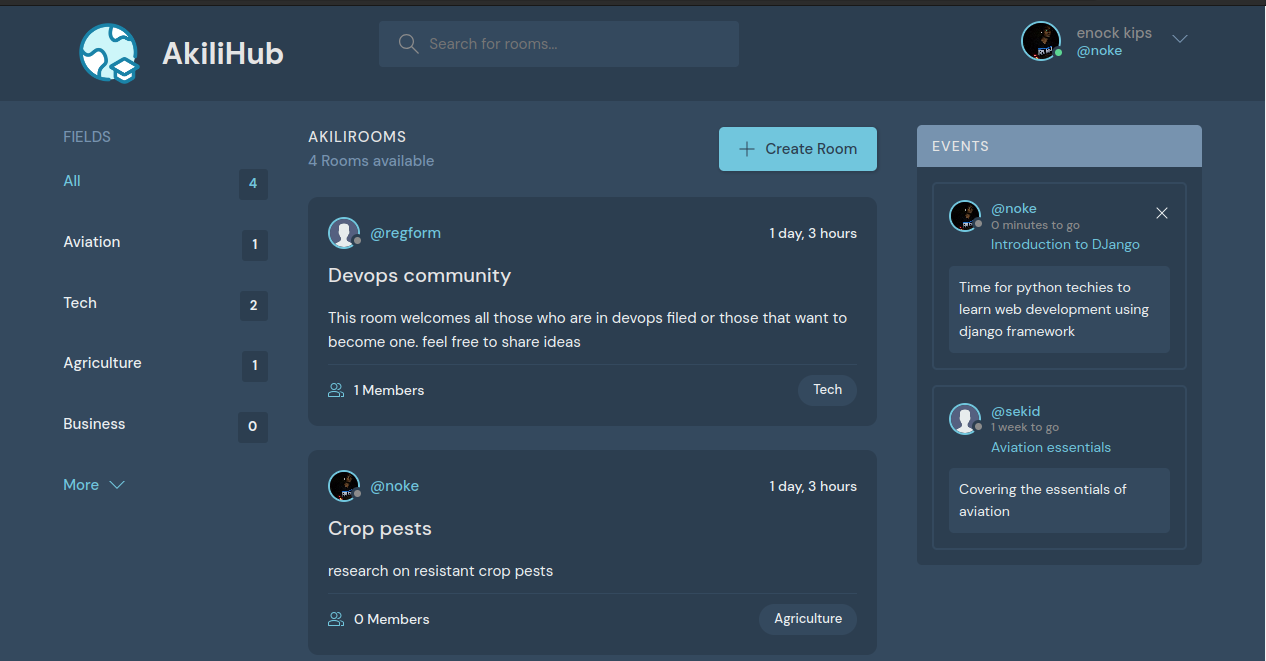 AkiliHub
Search for rooms...
enock kips
@noke
FIELDS
All 4
Aviation 1
Tech 2
Agriculture 1
Business 0
More
AKILIROOMS
4 Rooms available
Create Room
@regform 1 day, 3 hours
Devops community
This room welcomes all those who are in devops filed or those that want to
become one. feel free to share ideas
1 Members Tech
@noke 1 day, 3 hours
Crop pests
research on resistant crop pests
0 Members Agriculture
EVENTS
@noke
0 minutes to go
Introduction to DJango
Time for python techies to
learn web development using
django framework
@sekid
1 week to go
Aviation essentials
Covering the essentials of
aviation